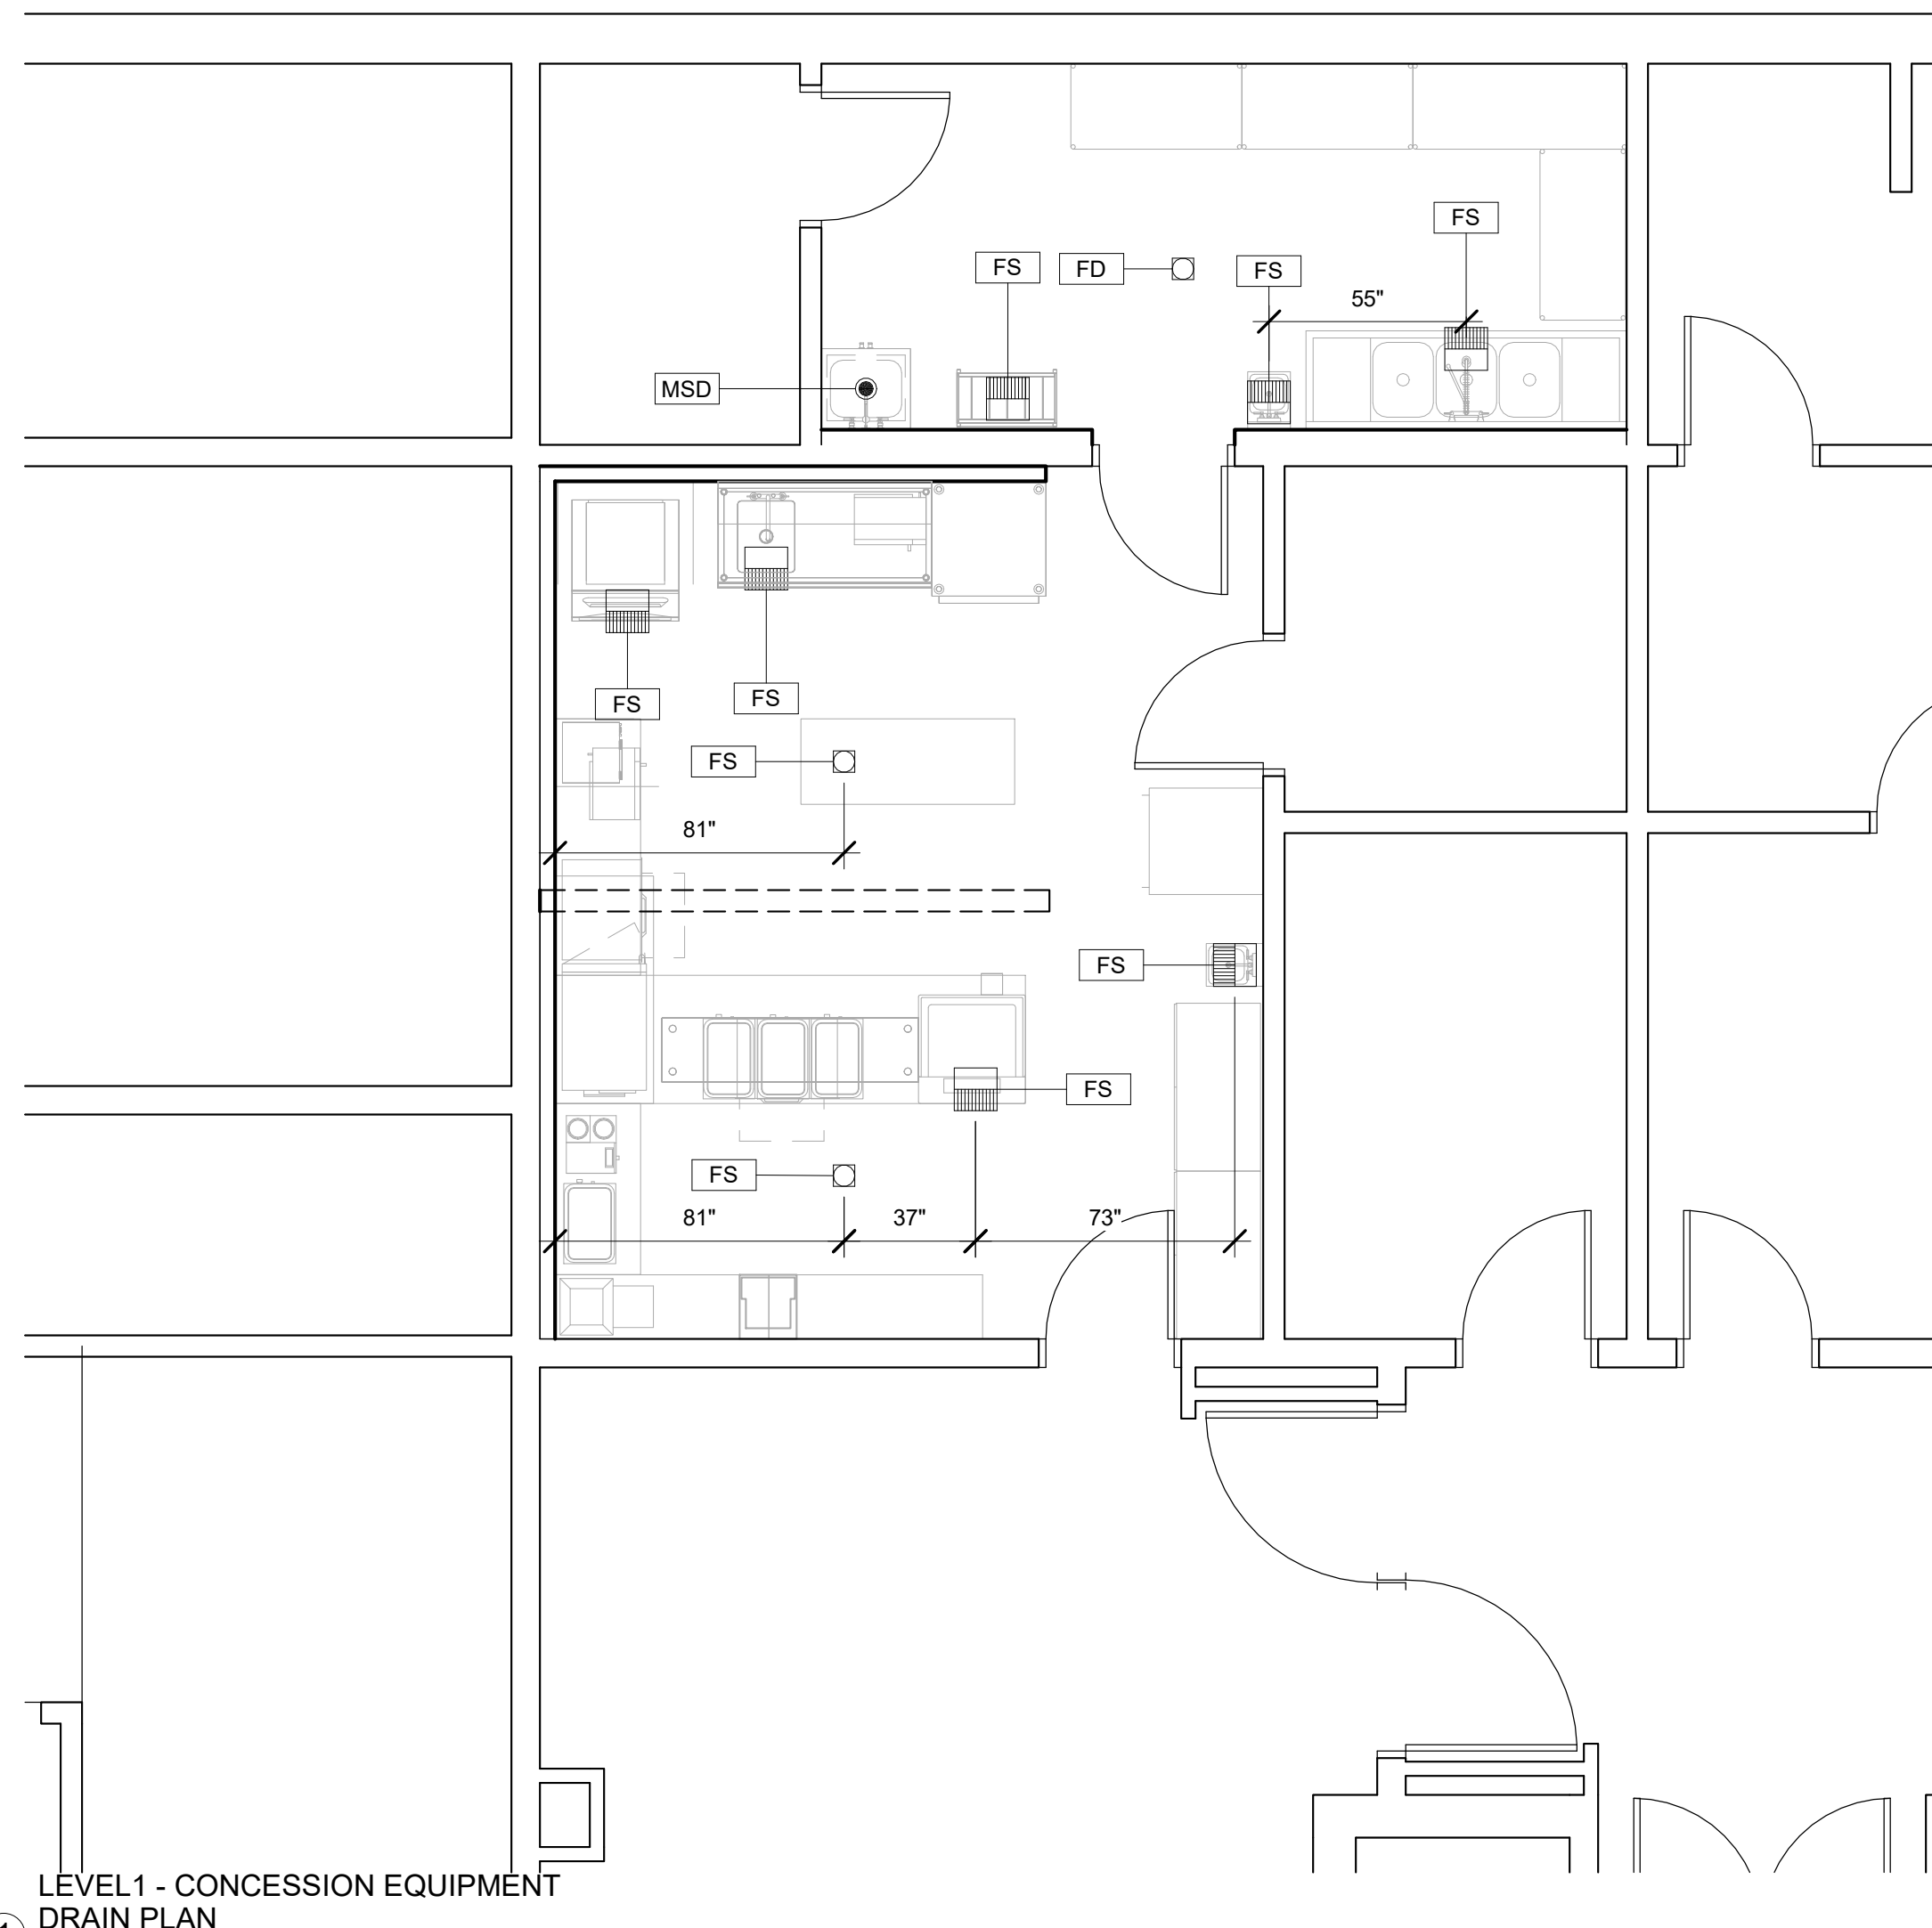 FS
FS
FD
FS
55"
MSD
FS
FS
FS
81"
FS
FS
FS
81"
37"
73"
LEVEL1 - CONCESSION EQUIPMENT
DRAIN PLAN
1